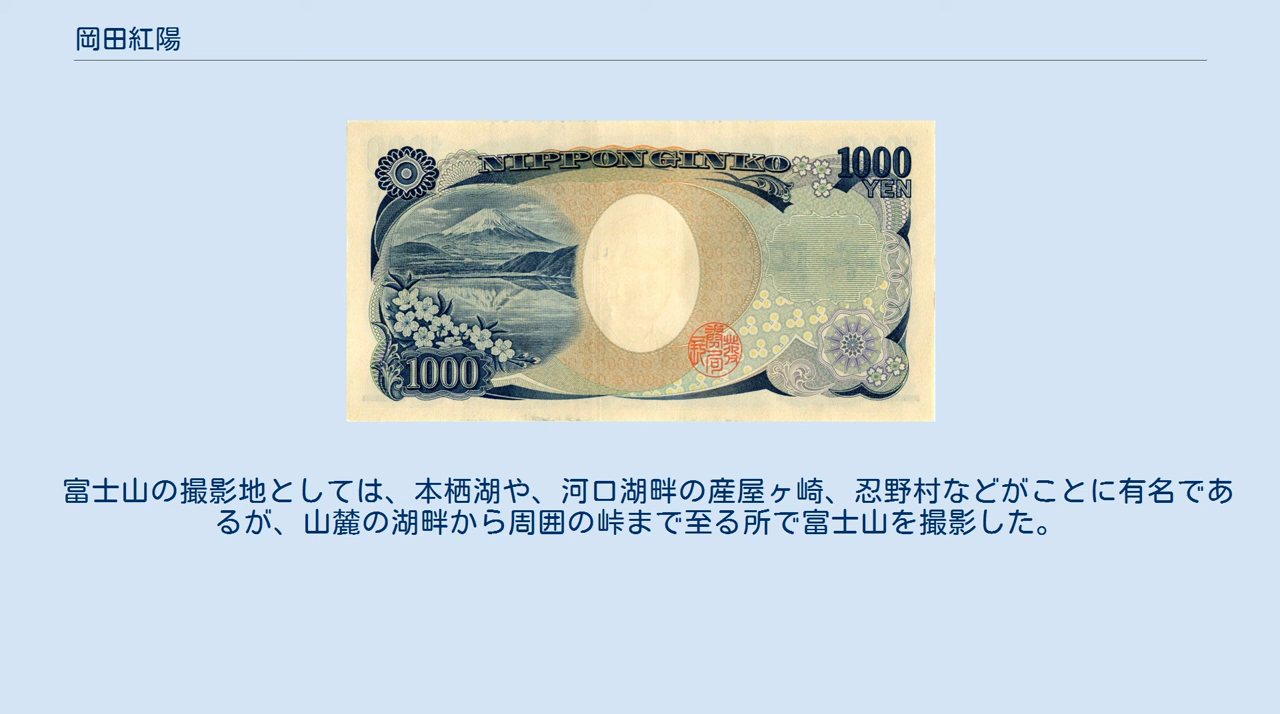 岡田紅陽
NIPPON GINKO
1000
YEN
1000
富士山の撮影地としては、本栖湖や、河口湖畔の産屋ヶ崎、忍野村などがことに有名であ
るが、山麓の湖畔から周囲の峠まで至る所で富士山を撮影した。